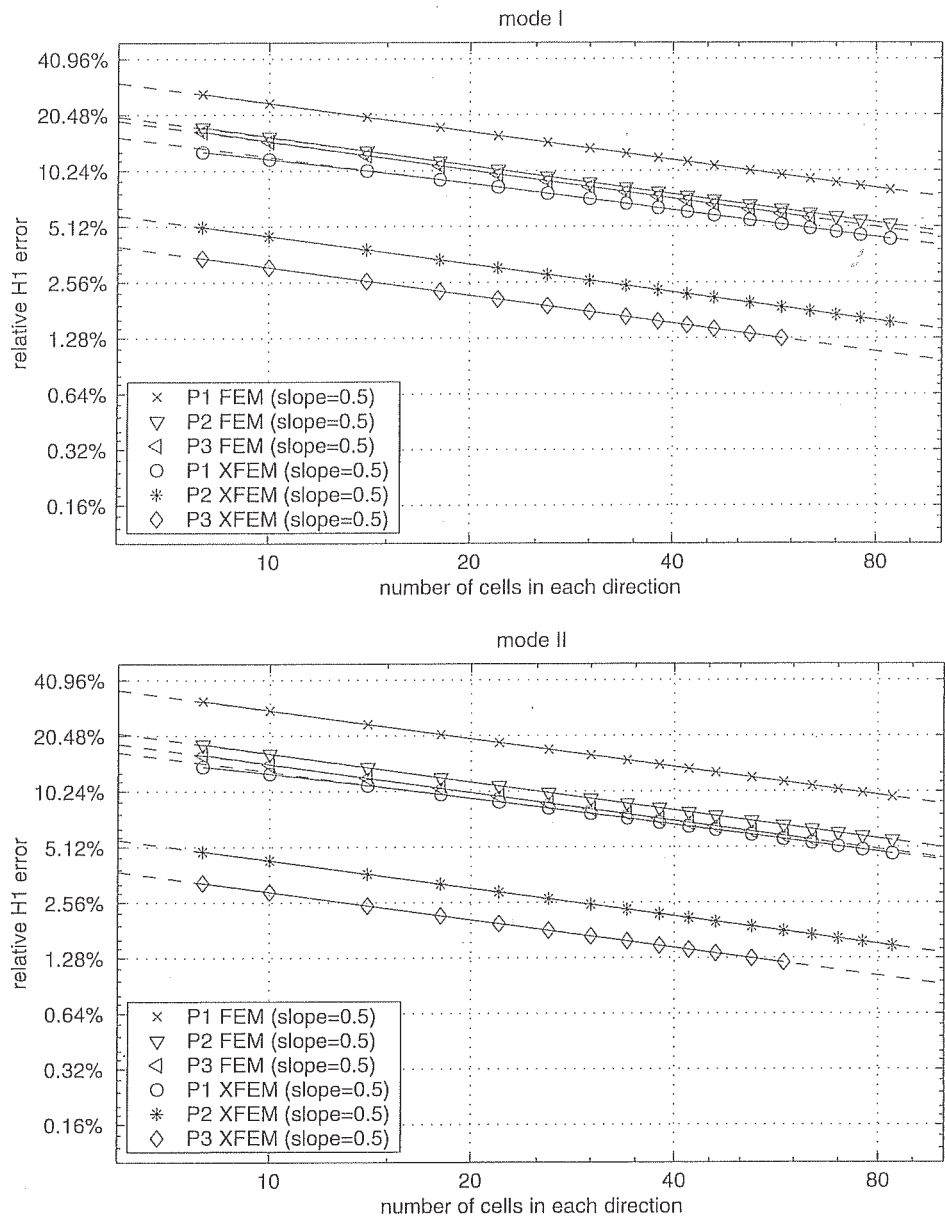 mode I
40.96%
20.48%
10.24%
5.12%
2.56%
1.28%
0.64%
0.32%
0.16%
relative H1 error
P1 FEM (slope=0.5)
P2 FEM (slope=0.5)
P3 FEM (slope=0.5)
P1 XFEM (slope=0.5)
P2 XFEM (slope=0.5)
P3 XFEM (slope=0.5)
10 20 40 80
number of cells in each direction
mode II
40.96%
20.48%
10.24%
5.12%
2.56%
1.28%
0.64%
0.32%
0.16%
relative H1 error
P1 FEM (slope=0.5)
P2 FEM (slope=0.5)
P3 FEM (slope=0.5)
P1 XFEM (slope=0.5)
P2 XFEM (slope=0.5)
P3 XFEM (slope=0.5)
10 20 40 80
number of cells in each direction